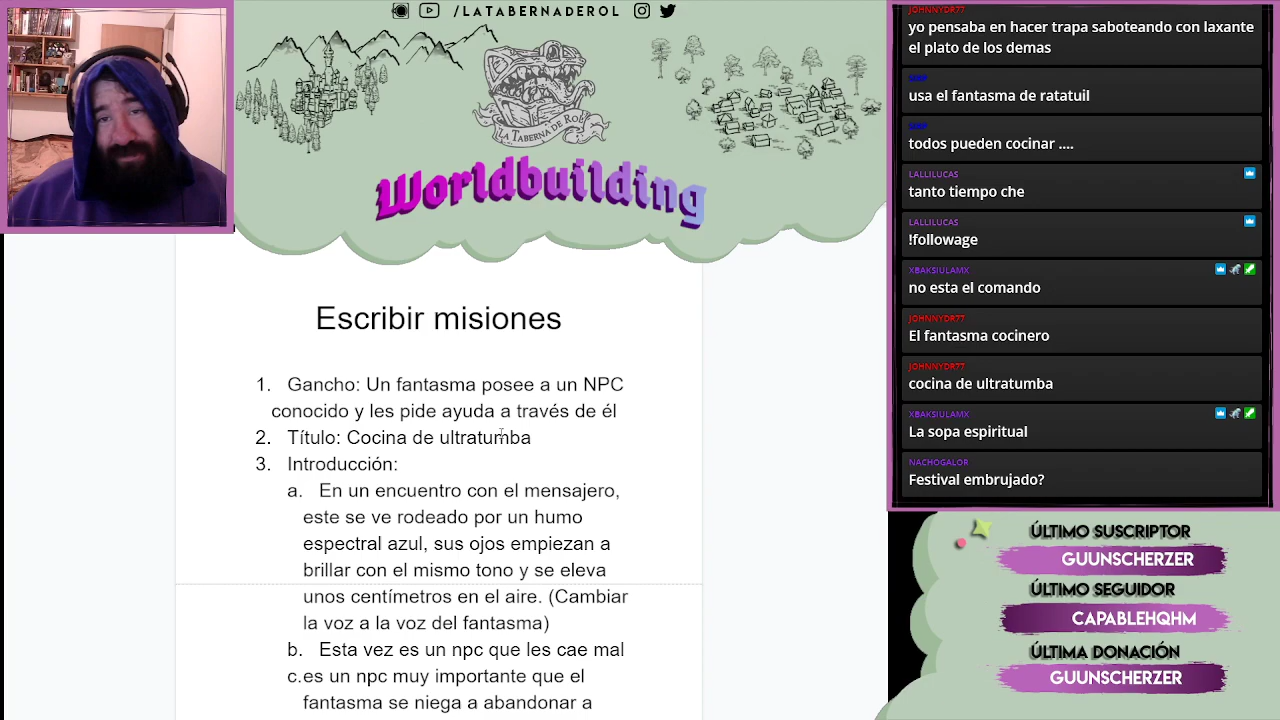 /LATABERNADEROL
LA TABERNA DE ROL
Worldbuilding
Escribir misiones
1. Gancho: Un fantasma posee a un NPC
conocido y les pide ayuda a través de él
2. Título: Cocina de ultratumba
3. Introducción:
a. En un encuentro con el mensajero,
este se ve rodeado por un humo
espectral azul, sus ojos empiezan a
brillar con el mismo tono y se eleva
unos centímetros en el aire. (Cambiar
la voz a la voz del fantasma)
b. Esta vez es un npc que les cae mal
c. es un npc muy importante que el
fantasma se niega a abandonar a
JOHNNYDR77
yo pensaba en hacer trapa saboteando con laxante
el plato de los demas
usa el fantasma de ratatuil
todos pueden cocinar ....
LALLILUCAS
tanto tiempo che
LALLILUCAS
!followage
XBAKSIULAMX
no esta el comando
JOHNNYDR77
El fantasma cocinero
JOHNNYDR77
cocina de ultratumba
XBAKSIULAMX
La sopa espiritual
NACHOGALOR
Festival embrujado?
ÚLTIMO SUSCRIPTOR
GUUNSCHERZER
ÚLTIMO SEGUIDOR
CAPABLEHQHM
ÚLTIMA DONACIÓN
GUUNSCHERZER